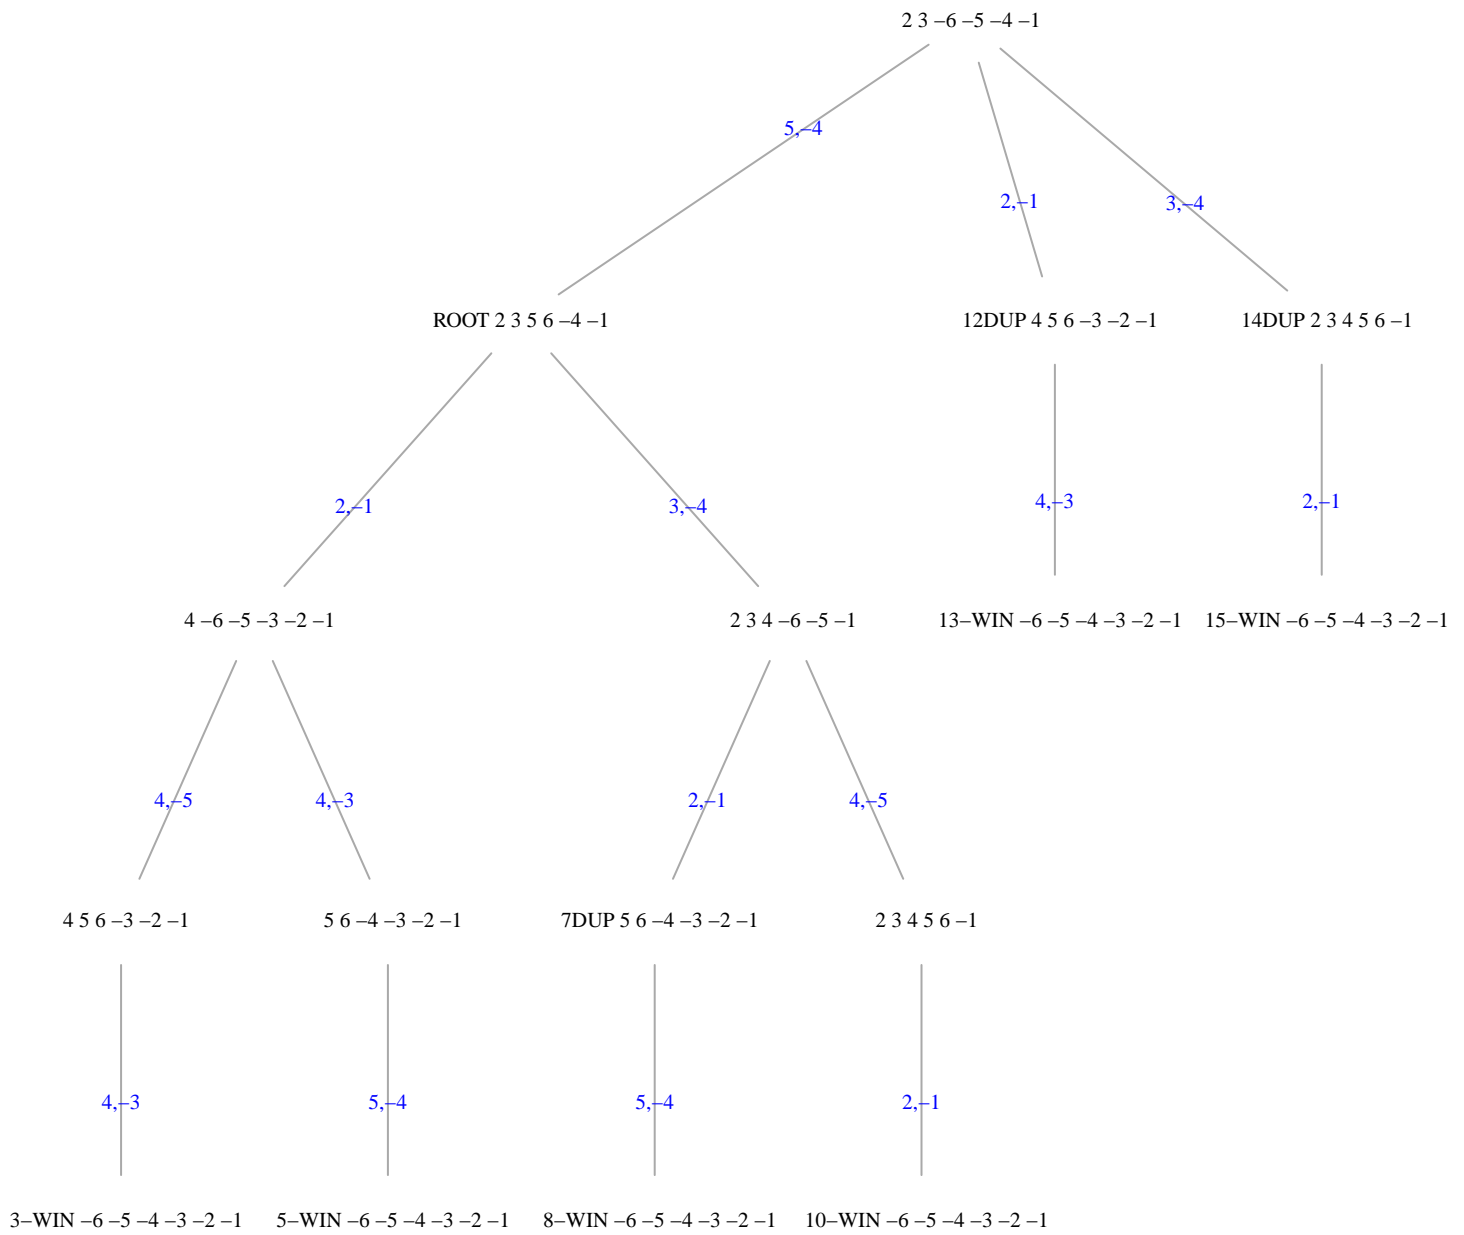 2 3 –6 –5 –4 –1
5,–4
2,–1
3,–4
ROOT 2 3 5 6 –4 –1
12DUP 4 5 6 –3 –2 –1
14DUP 2 3 4 5 6 –1
2,–1
3,–4
4,–3
2,–1
4 –6 –5 –3 –2 –1
2 3 4 –6 –5 –1
13–WIN –6 –5 –4 –3 –2 –1
15–WIN –6 –5 –4 –3 –2 –1
4,–5
4,–3
2,–1
4,–5
4 5 6 –3 –2 –1
5 6 –4 –3 –2 –1
7DUP 5 6 –4 –3 –2 –1
2 3 4 5 6 –1
4,–3
5,–4
5,–4
2,–1
3–WIN –6 –5 –4 –3 –2 –1
5–WIN –6 –5 –4 –3 –2 –1
8–WIN –6 –5 –4 –3 –2 –1
10–WIN –6 –5 –4 –3 –2 –1